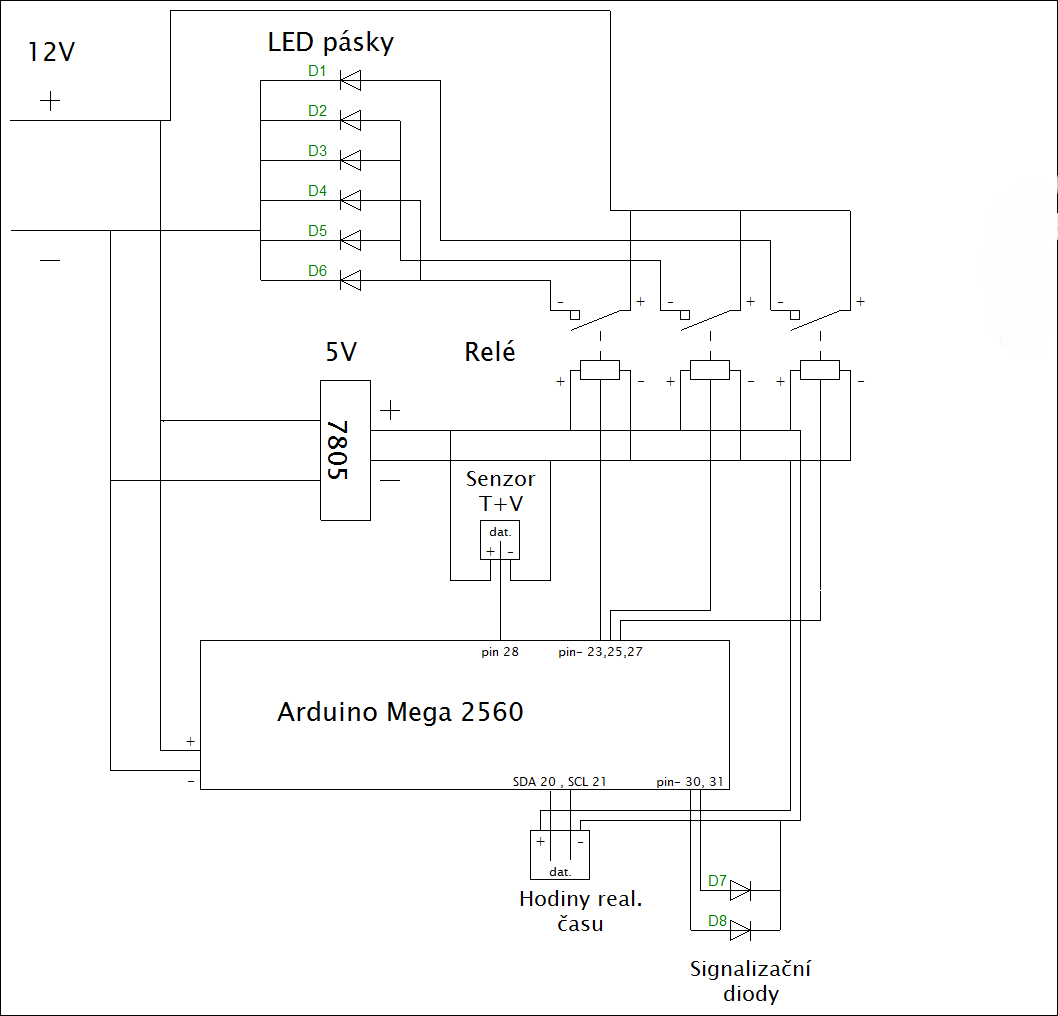 12V
+
−
LED pásky
D1
D2
D3
D4
D5
D6
- + - + - +
5V
Relé
+ - + - + -
7805
+
−
Senzor
T+V
dat.
+ -
pin 28
pin- 23,25,27
Arduino Mega 2560
+
-
SDA 20 , SCL 21
pin- 30, 31
+ -
dat.
Hodiny real.
času
D7
D8
Signalizační
diody